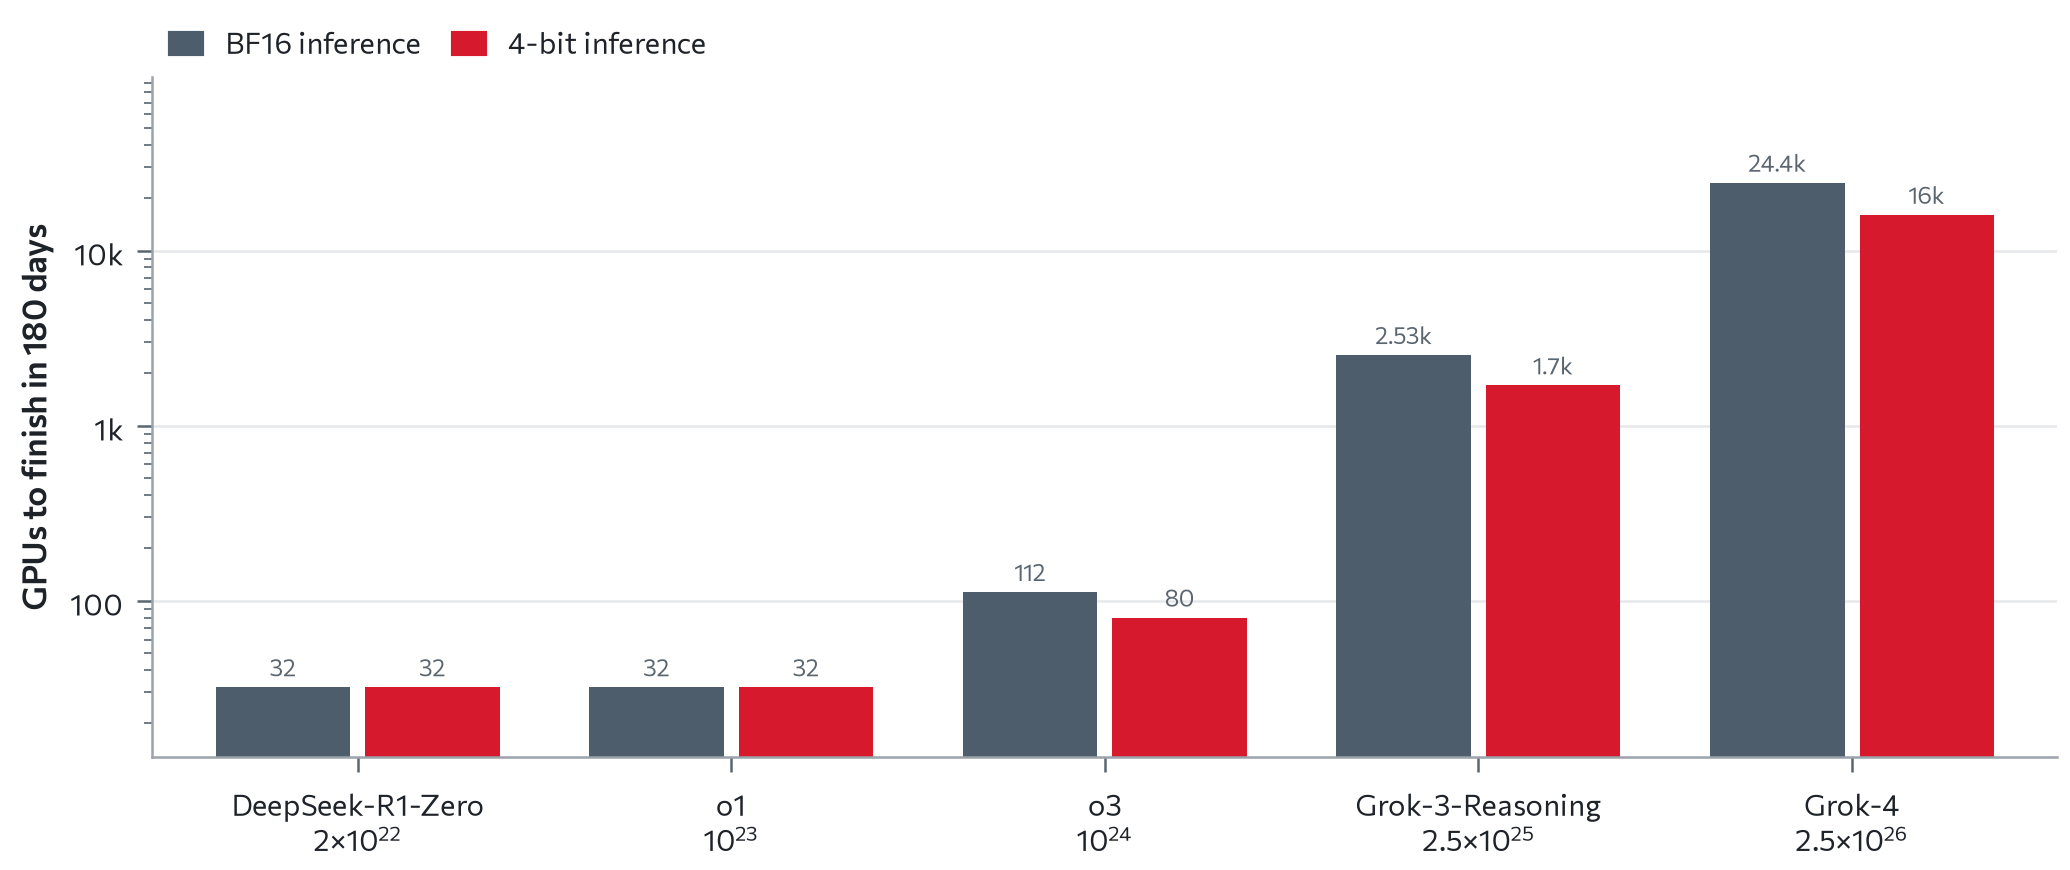 BF16 inference
4-bit inference
GPUs to finish in 180 days
10k
1k
100
32
32
32
32
112
80
2.53k
1.7k
24.4k
16k
DeepSeek-R1-Zero
2×10²²
o1
10²³
o3
10²⁴
Grok-3-Reasoning
2.5×10²⁵
Grok-4
2.5×10²⁶